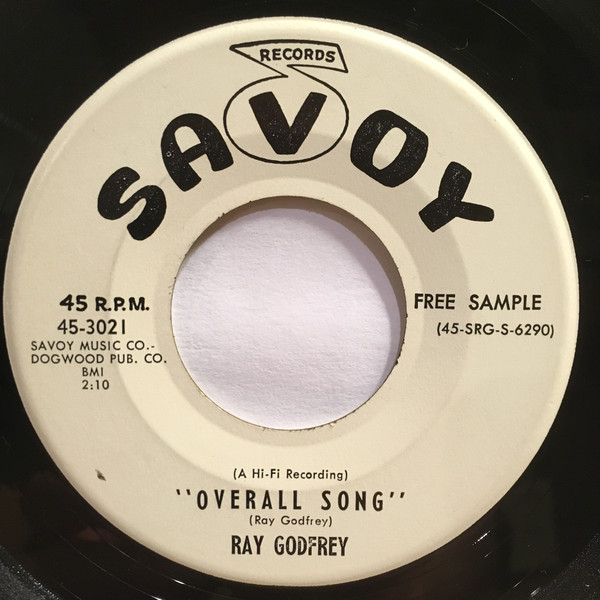 RECORDS
SAVOY
45 R.P.M.
45-3021
SAVOY MUSIC CO.-
DOGWOOD PUB. CO.
BMI
2:10
FREE SAMPLE
(45-SRG-S-6290)
(A Hi-Fi Recording)
"OVERALL SONG"
(Ray Godfrey)
RAY GODFREY